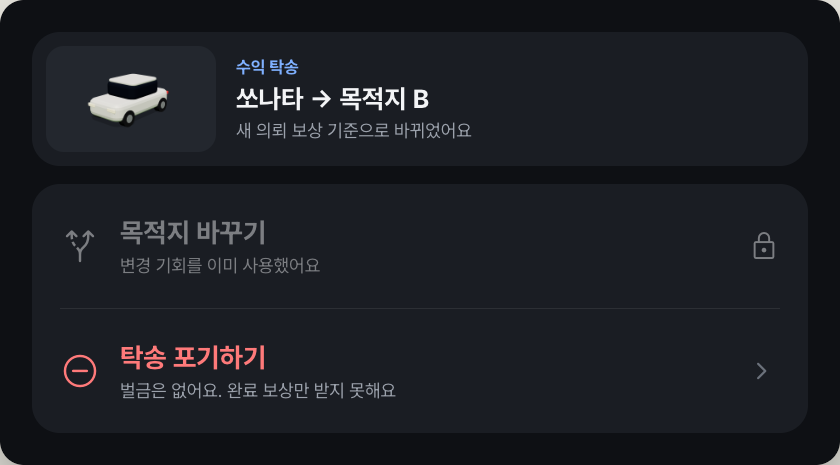 수익 탁송
쏘나타 → 목적지 B
새 의뢰 보상 기준으로 바뀌었어요
목적지 바꾸기
변경 기회를 이미 사용했어요
탁송 포기하기
벌금은 없어요. 완료 보상만 받지 못해요